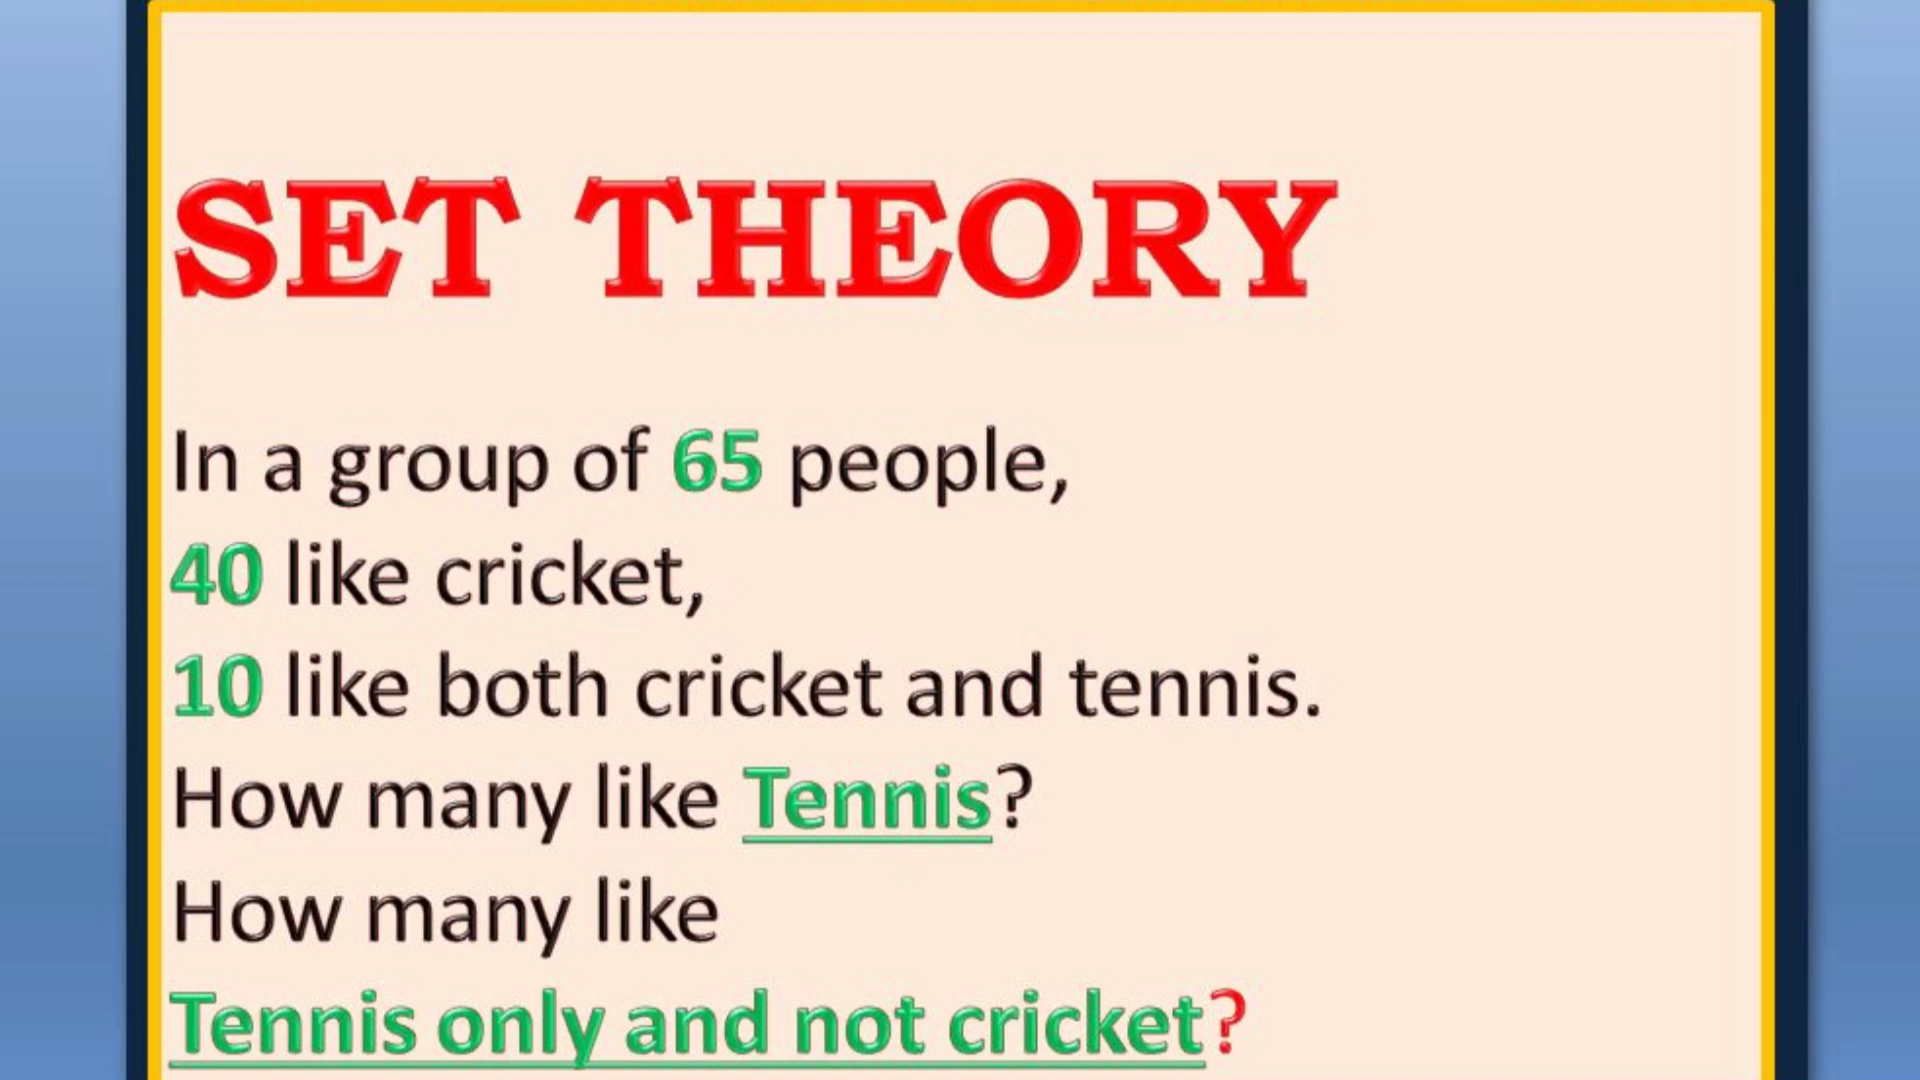 SET THEORY
In a group of 65 people,
40 like cricket,
10 like both cricket and tennis.
How many like Tennis?
How many like
Tennis only and not cricket?